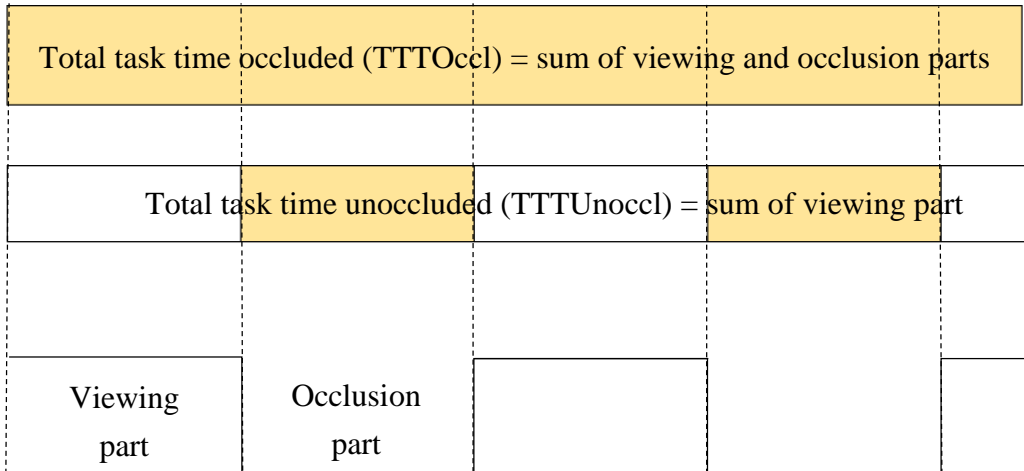 Total task time occluded (TTTOccl) = sum of viewing and occlusion parts
Total task time unoccluded (TTTUnoccl) = sum of viewing part
Viewing
part
Occlusion
part